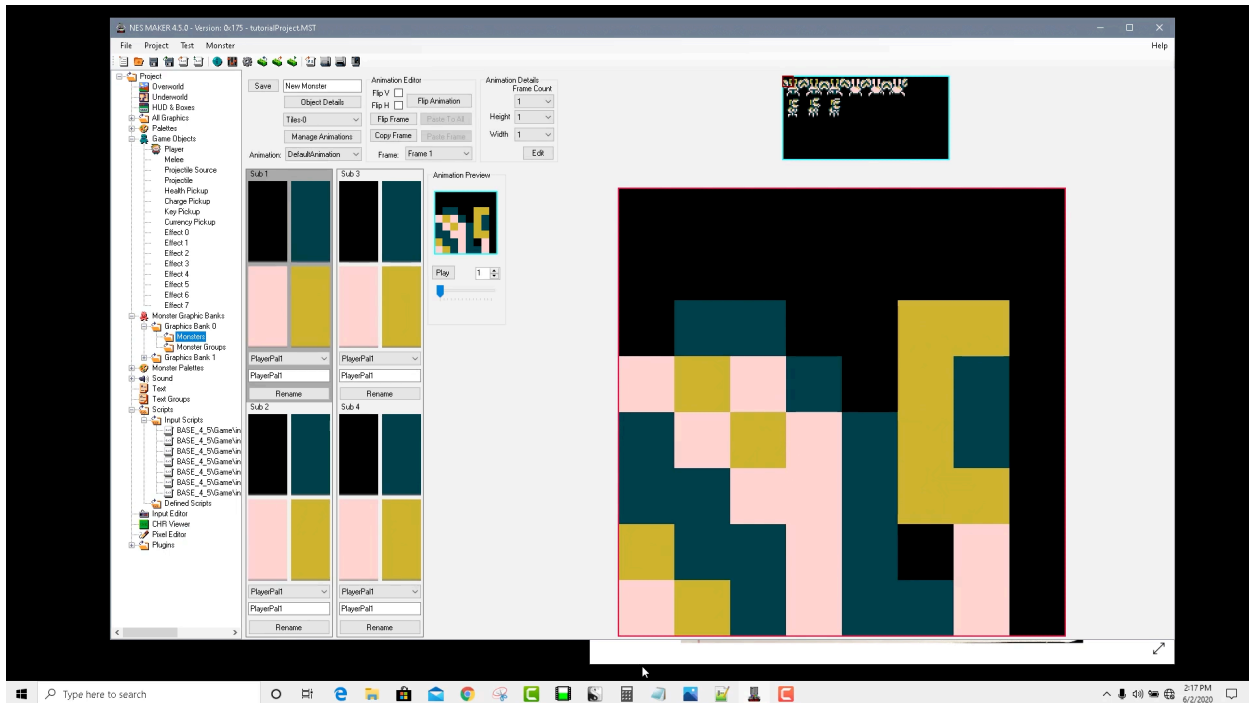 NES MAKER 4.5.0 - Version: 0x175 - tutorialProject.MST
File Project Test Monster Help
Project
Overworld
Underworld
HUD & Boxes
All Graphics
Palettes
Game Objects
Player
Melee
Projectile Source
Projectile
Health Pickup
Charge Pickup
Key Pickup
Currency Pickup
Effect 0
Effect 1
Effect 2
Effect 3
Effect 4
Effect 5
Effect 6
Effect 7
Monster Graphic Banks
Graphics Bank 0
Monsters
Monster Groups
Graphics Bank 1
Monster Palettes
Sound
Text
Text Groups
Scripts
Input Scripts
BASE_4_5\Game\in
BASE_4_5\Game\in
BASE_4_5\Game\in
BASE_4_5\Game\in
BASE_4_5\Game\in
BASE_4_5\Game\in
BASE_4_5\Game\in
Defined Scripts
Input Editor
CHR Viewer
Pixel Editor
Plugins
Save New Monster
Object Details
Tiles-0
Manage Animations
Animation: DefaultAnimation
Animation Editor
Flip V
Flip H Flip Animation
Flip Frame Paste To All
Copy Frame Paste Frame
Frame: Frame 1
Animation Details
Frame Count
1
Height 1
Width 1
Edit
Sub 1
PlayerPal1
PlayerPal1
Rename
Sub 3
PlayerPal1
PlayerPal1
Rename
Sub 2
PlayerPal1
PlayerPal1
Rename
Sub 4
PlayerPal1
PlayerPal1
Rename
Animation Preview
Play 1
Type here to search
2:17 PM
6/2/2020